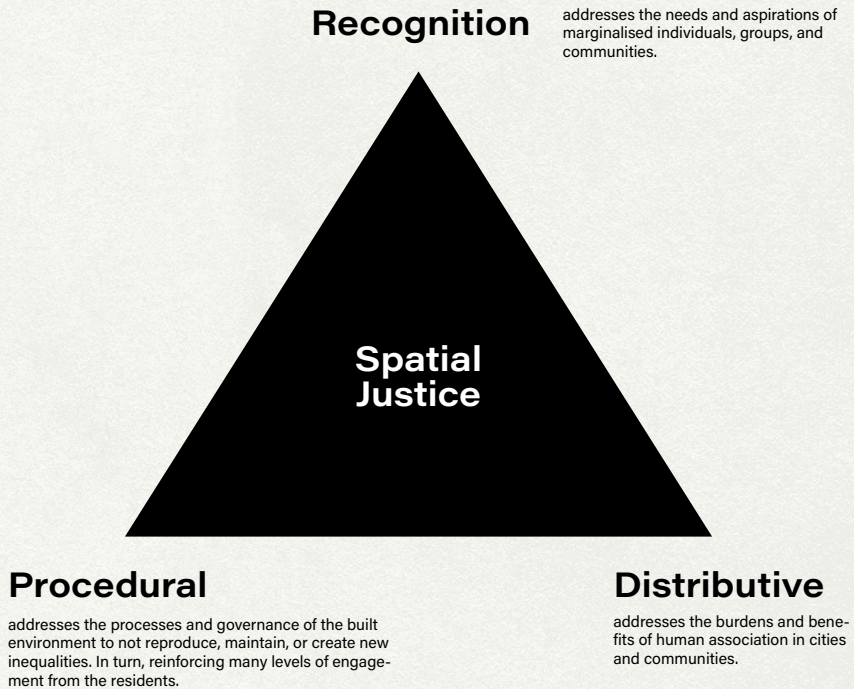 Recognition
addresses the needs and aspirations of
marginalised individuals, groups, and
communities.
Spatial
Justice
Procedural
addresses the processes and governance of the built
environment to not reproduce, maintain, or create new
inequalities. In turn, reinforcing many levels of engage-
ment from the residents.
Distributive
addresses the burdens and bene-
fits of human association in cities
and communities.